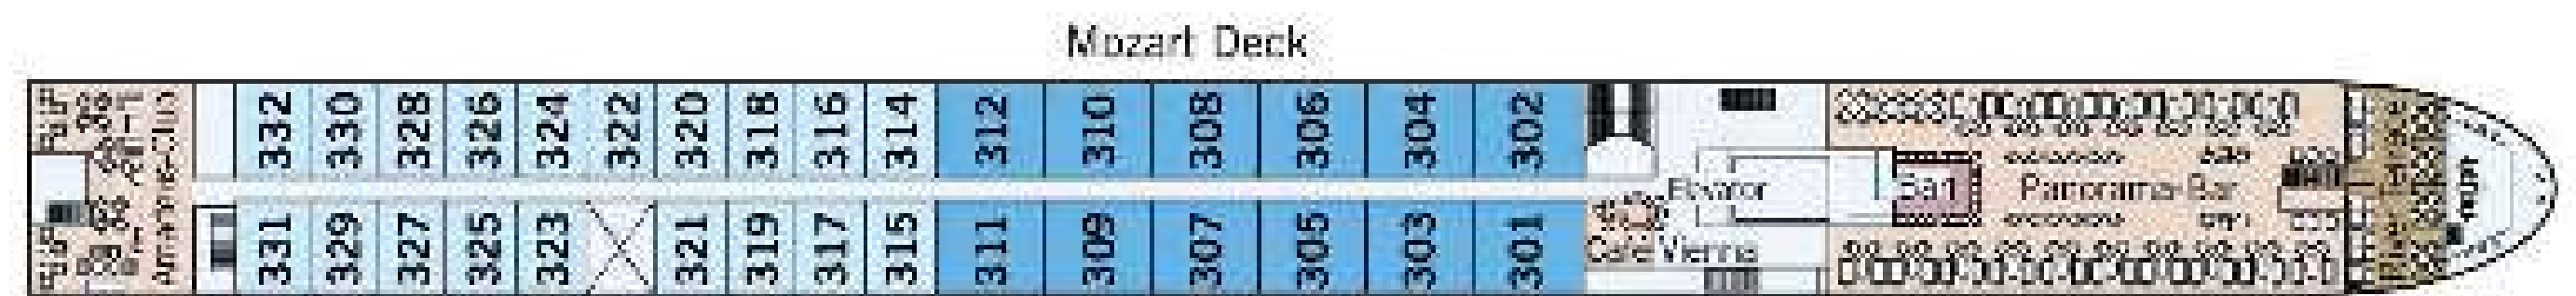 Mozart Deck
332 330 328 326 324 322 320 318 316 314 312 310 308 306 304 302
Elevator
Bar
Panorama-Bar
331 329 327 325 323 321 319 317 315 311 309 307 305 303 301
Café Vienna